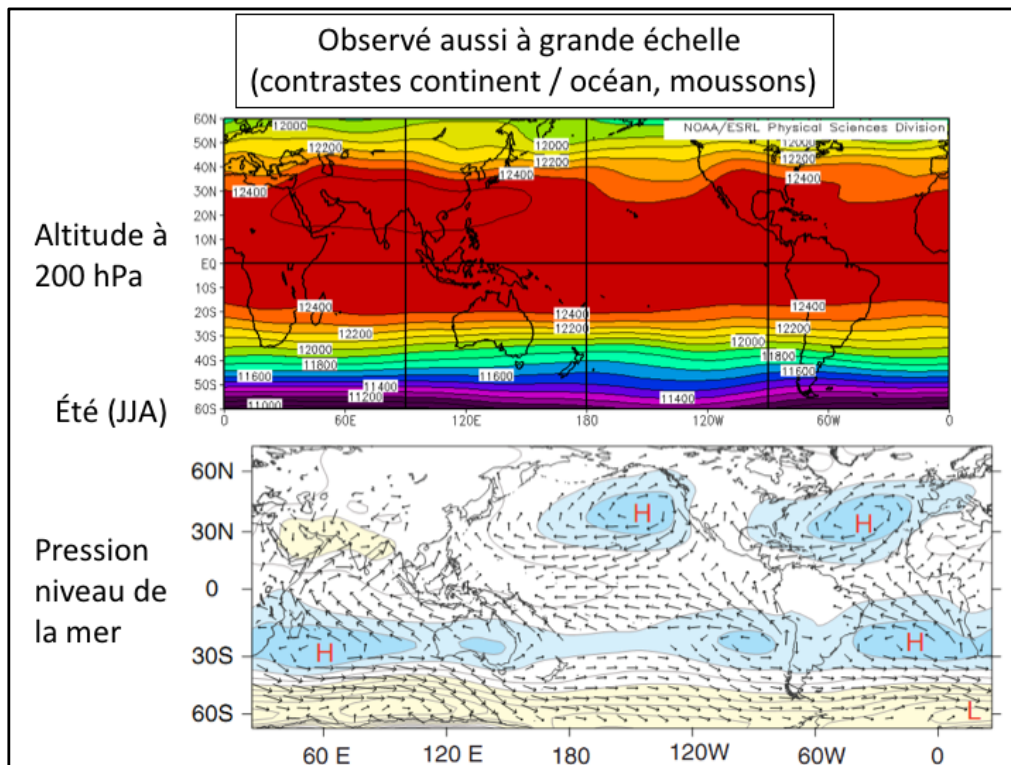 Observé aussi à grande échelle
(contrastes continent / océan, moussons)
Altitude à
200 hPa
Été (JJA)
NOAA/ESRL Physical Sciences Division
60N
50N
40N
30N
20N
10N
EQ
10S
20S
30S
40S
50S
60S
12000
12200
12400
12000
12200
12400
12000
12200
12400
12400
12200
12000
11800
11600
11400
11200
11000
12400
12200
11600
12000
11400
12400
12200
11800
11600
0
60E
120E
180
120W
60W
0
Pression
niveau de
la mer
60N
30N
0
30S
60S
H
H
H
H
L
60 E
120 E
180
120W
60W
0